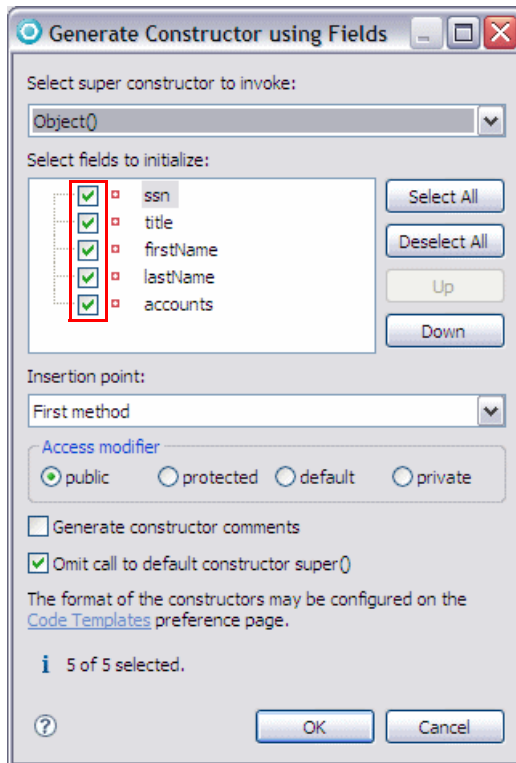 Generate Constructor using Fields
Select super constructor to invoke:
Object()
Select fields to initialize:
ssn
title
firstName
lastName
accounts
Select All
Deselect All
Up
Down
Insertion point:
First method
Access modifier
public protected default private
Generate constructor comments
Omit call to default constructor super()
The format of the constructors may be configured on the
Code Templates preference page.
i 5 of 5 selected.
? OK Cancel